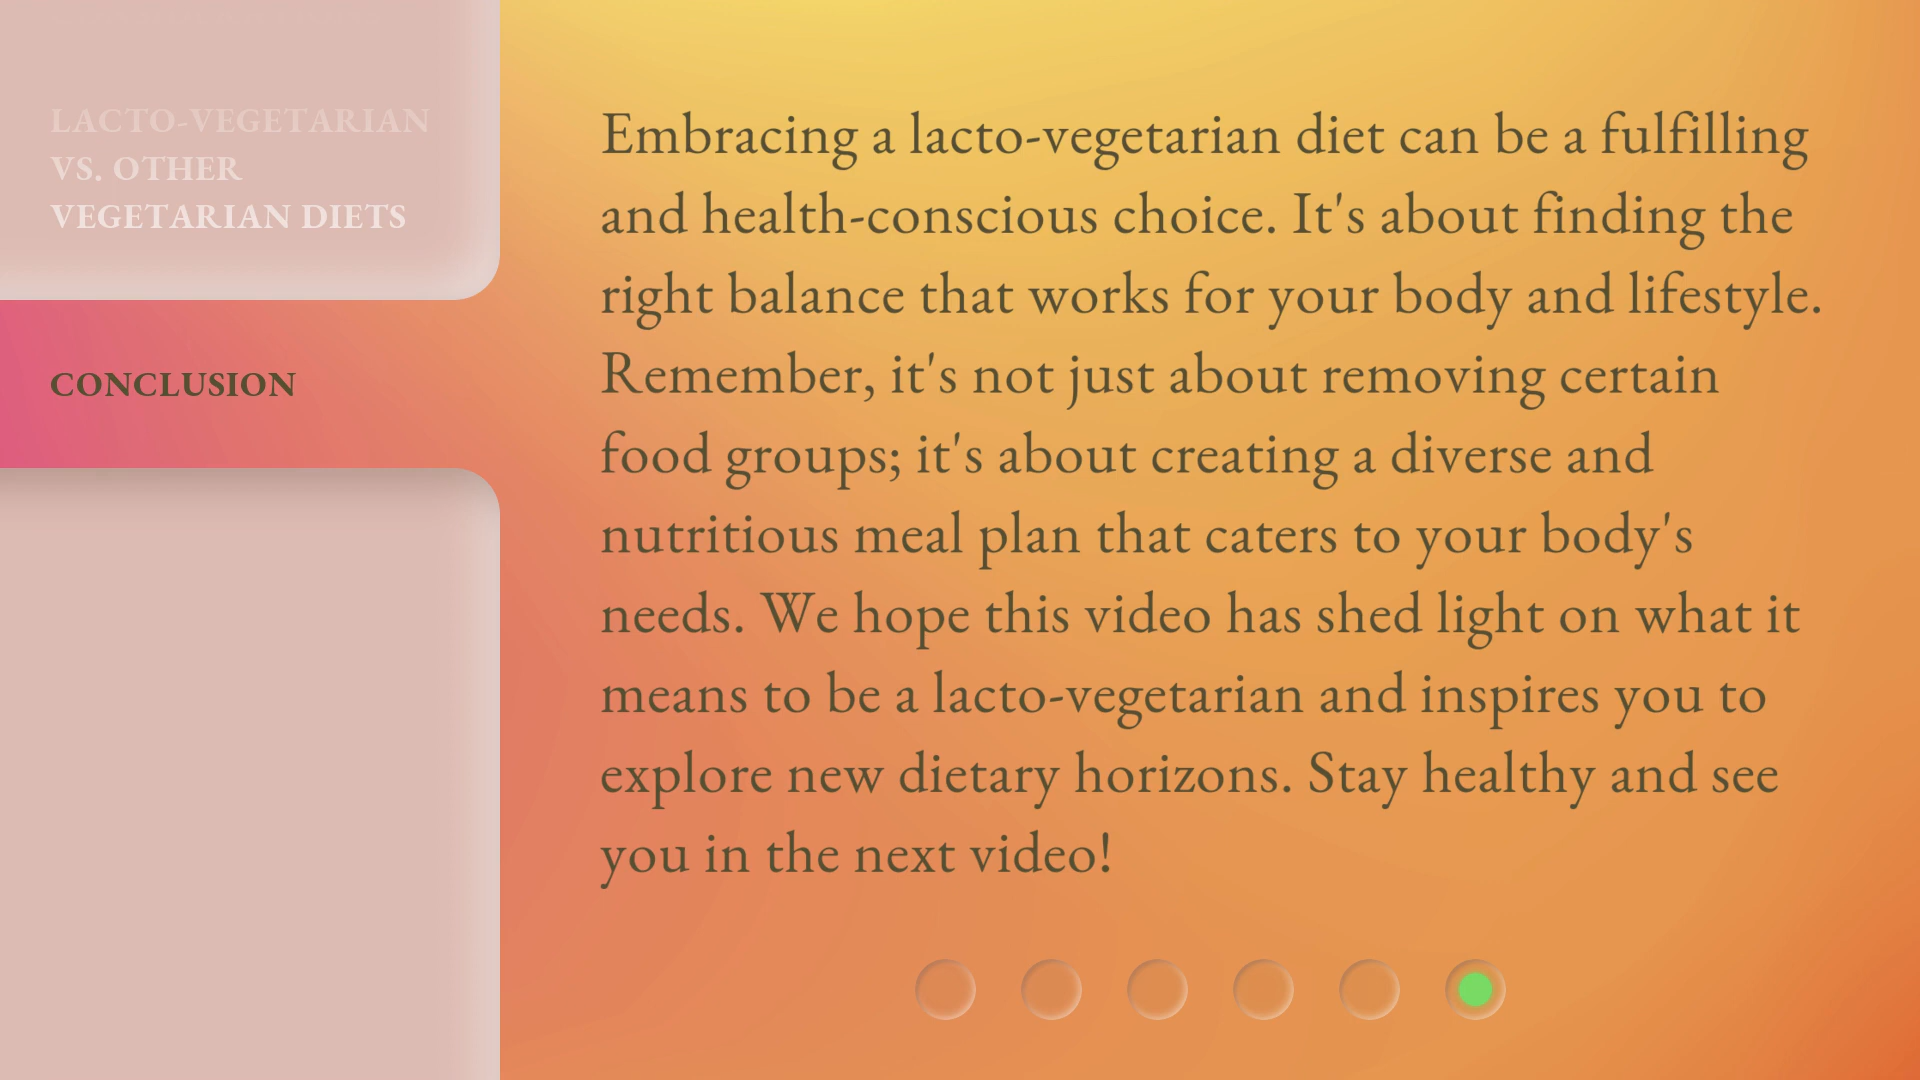 LACTO-VEGETARIAN
VS. OTHER
VEGETARIAN DIETS
CONCLUSION
Embracing a lacto-vegetarian diet can be a fulfilling
and health-conscious choice. It's about finding the
right balance that works for your body and lifestyle.
Remember, it's not just about removing certain
food groups; it's about creating a diverse and
nutritious meal plan that caters to your body's
needs. We hope this video has shed light on what it
means to be a lacto-vegetarian and inspires you to
explore new dietary horizons. Stay healthy and see
you in the next video!